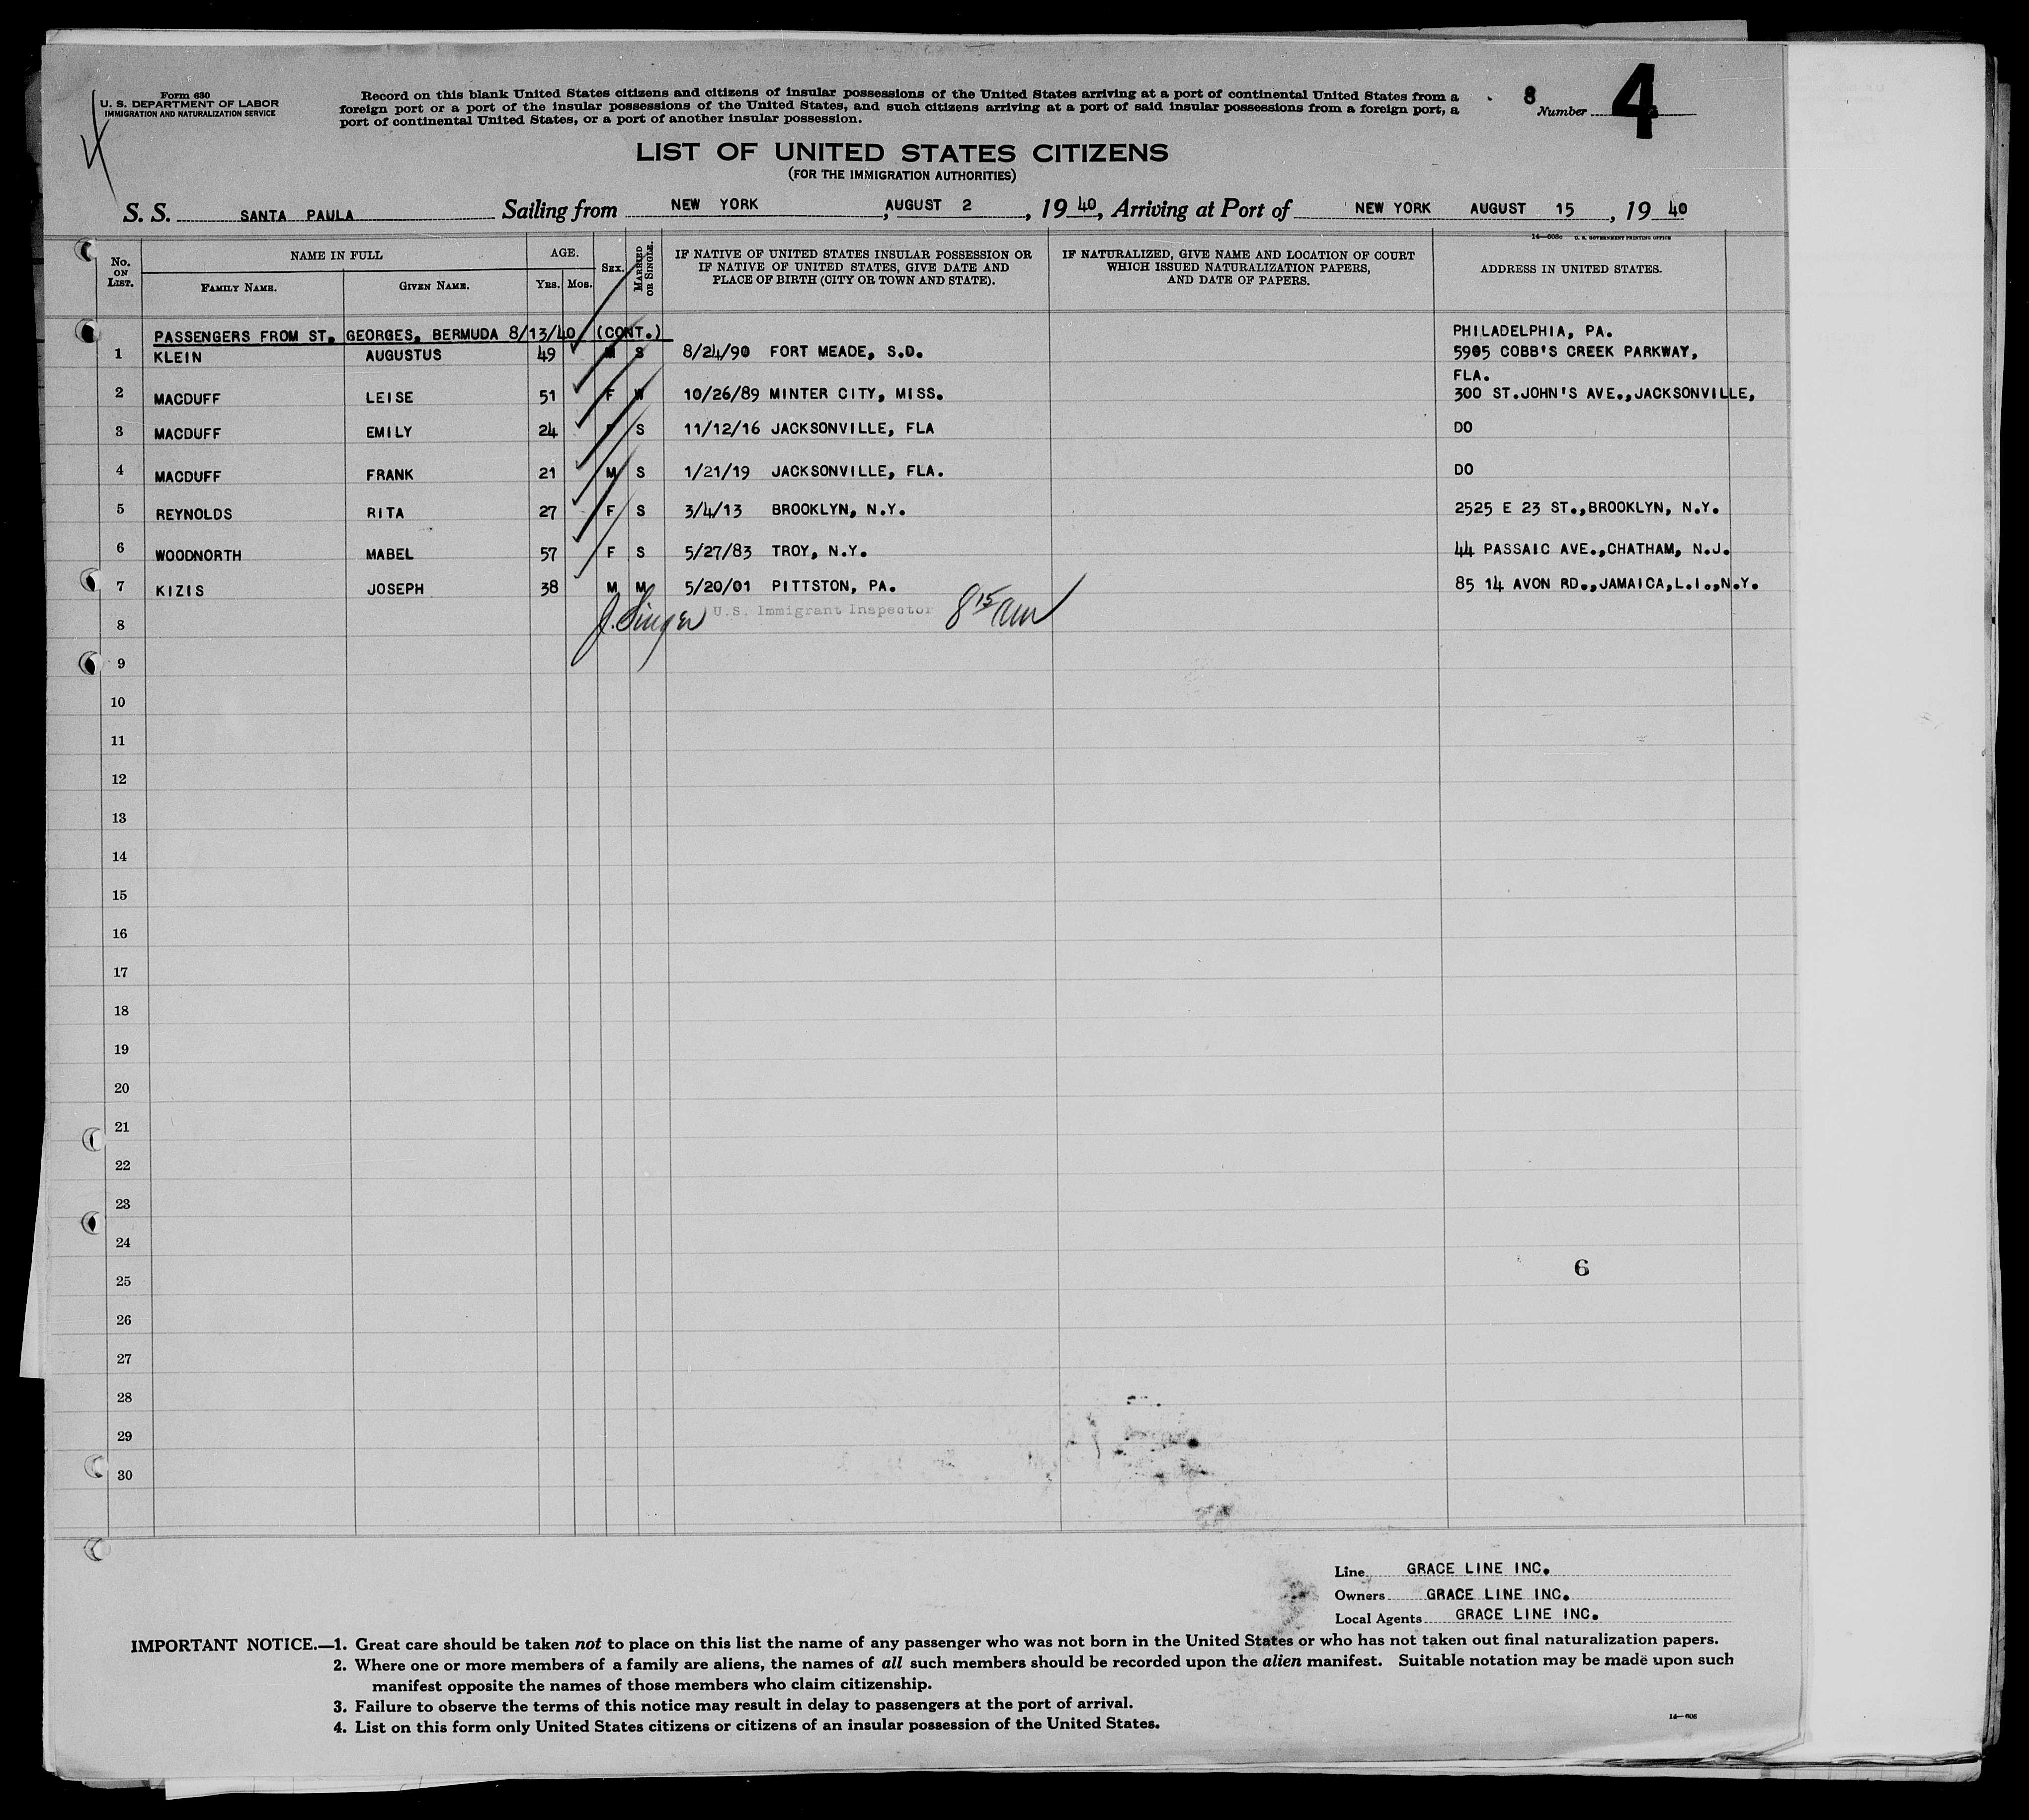 Form 630
U. S. DEPARTMENT OF LABOR
IMMIGRATION AND NATURALIZATION SERVICE
Record on this blank United States citizens and citizens of insular possessions of the United States arriving at a port of continental United States from a
foreign port or a port of the insular possessions of the United States, and such citizens arriving at a port of said insular possessions from a foreign port, a
port of continental United States, or a port of another insular possession.
8
Number 4
4
LIST OF UNITED STATES CITIZENS
(FOR THE IMMIGRATION AUTHORITIES)
S. S. SANTA PAULA Sailing from NEW YORK, AUGUST 2, 19 40, Arriving at Port of NEW YORK AUGUST 15, 19 40
14—608c U. S. GOVERNMENT PRINTING OFFICE
No. ON LIST.
NAME IN FULL
FAMILY NAME.
GIVEN NAME.
AGE.
YRS. MOS.
SEX.
MARRIED OR SINGLE.
IF NATIVE OF UNITED STATES INSULAR POSSESSION OR
IF NATIVE OF UNITED STATES, GIVE DATE AND
PLACE OF BIRTH (CITY OR TOWN AND STATE).
IF NATURALIZED, GIVE NAME AND LOCATION OF COURT
WHICH ISSUED NATURALIZATION PAPERS,
AND DATE OF PAPERS.
ADDRESS IN UNITED STATES.
PASSENGERS FROM ST. GEORGES, BERMUDA 8/13/40 (CONT.) PHILADELPHIA, PA.
1 KLEIN AUGUSTUS 49 M S 8/24/90 FORT MEADE, S.D. 5905 COBB'S CREEK PARKWAY,
FLA.
2 MACDUFF LEISE 51 F W 10/26/89 MINTER CITY, MISS. 300 ST.JOHN'S AVE.,JACKSONVILLE,
3 MACDUFF EMILY 24 F S 11/12/16 JACKSONVILLE, FLA DO
4 MACDUFF FRANK 21 M S 1/21/19 JACKSONVILLE, FLA. DO
5 REYNOLDS RITA 27 F S 3/4/13 BROOKLYN, N.Y. 2525 E 23 ST.,BROOKLYN, N.Y.
6 WOODNORTH MABEL 57 F S 5/27/83 TROY, N.Y. 44 PASSAIC AVE.,CHATHAM, N.J.
7 KIZIS JOSEPH 38 M M 5/20/01 PITTSTON, PA. 85 14 AVON RD.,JAMAICA,L.I.,N.Y.
J. Singer U.S. Immigrant Inspector 8 15 am
8
9
10
11
12
13
14
15
16
17
18
19
20
21
22
23
24
6
25
26
27
28
29
30
Line GRACE LINE INC.
Owners GRACE LINE INC.
Local Agents GRACE LINE INC.
IMPORTANT NOTICE.—1. Great care should be taken not to place on this list the name of any passenger who was not born in the United States or who has not taken out final naturalization papers.
2. Where one or more members of a family are aliens, the names of all such members should be recorded upon the alien manifest. Suitable notation may be made upon such
manifest opposite the names of those members who claim citizenship.
3. Failure to observe the terms of this notice may result in delay to passengers at the port of arrival.
4. List on this form only United States citizens or citizens of an insular possession of the United States.
14—608